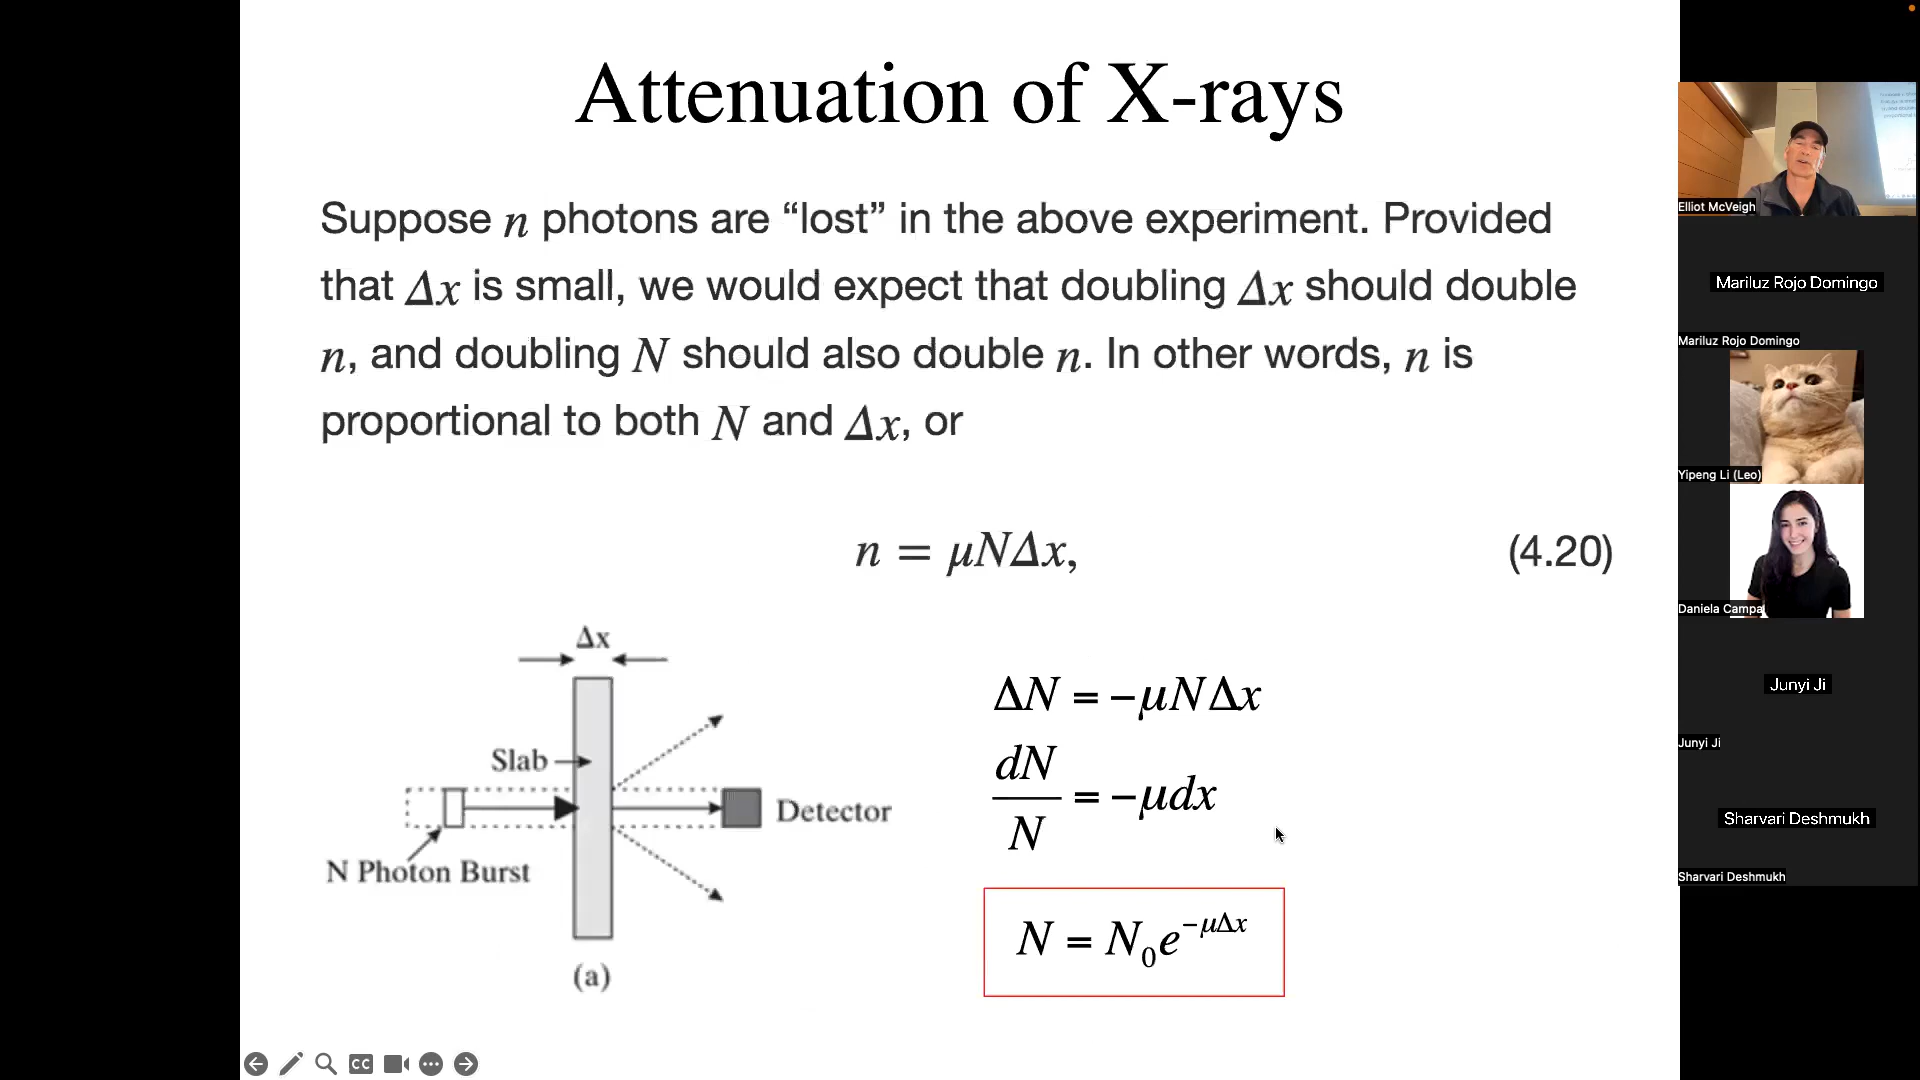 Attenuation of X-rays
Suppose n photons are “lost” in the above experiment. Provided
that Δx is small, we would expect that doubling Δx should double
n, and doubling N should also double n. In other words, n is
proportional to both N and Δx, or
n = μNΔx, (4.20)
Δx
Slab
Detector
N Photon Burst
(a)
ΔN = −μNΔx
dN/N = −μdx
N = N₀e^{−μΔx}
CC
Elliot McVeigh
Mariluz Rojo Domingo
Mariluz Rojo Domingo
Yipeng Li (Leo)
Daniela Campa
Junyi Ji
Junyi Ji
Sharvari Deshmukh
Sharvari Deshmukh